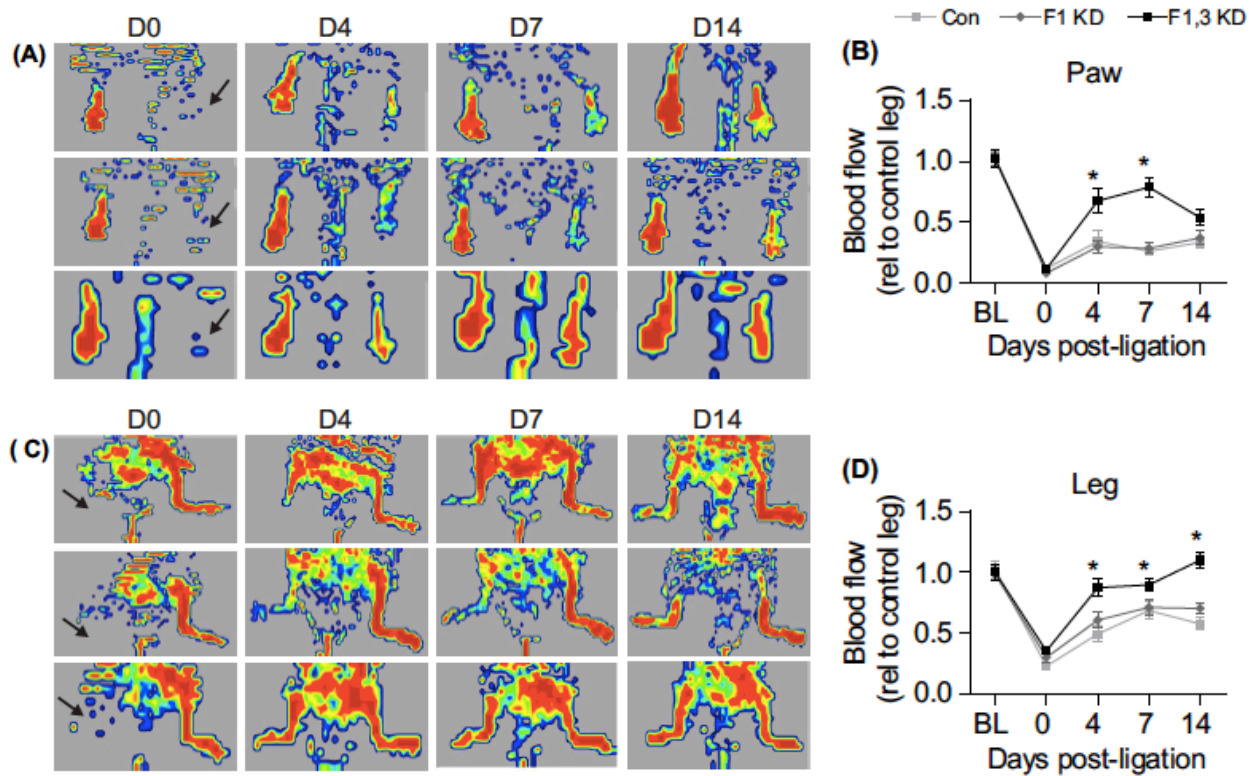 Con F1 KD F1,3 KD
(A)
D0 D4 D7 D14
(B)
Paw
Blood flow
(rel to control leg)
1.5
1.0
0.5
0.0
BL 0 4 7 14
* *
Days post-ligation
( C)
D0 D4 D7 D14
(D)
Leg
Blood flow
(rel to control leg)
1.5
1.0
0.5
0.0
BL 0 4 7 14
* * *
Days post-ligation